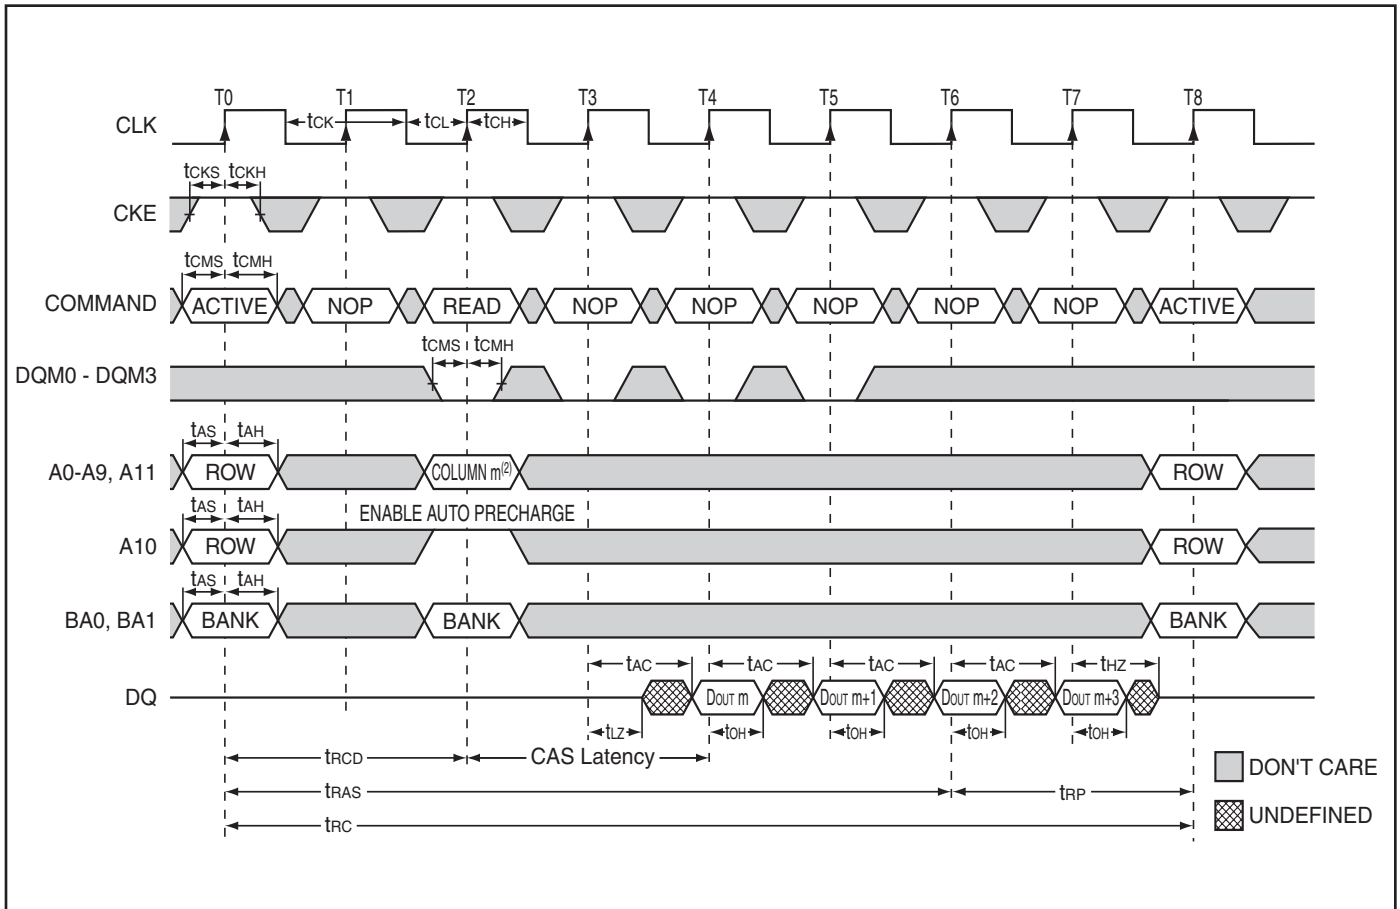 T0 T1 T2 T3 T4 T5 T6 T7 T8
CLK tCK tCL tCH
tCKS tCKH
CKE
tCMS tCMH
COMMAND ACTIVE NOP READ NOP NOP NOP NOP NOP ACTIVE
tCMS tCMH
DQM0 - DQM3
tAS tAH
A0-A9, A11 ROW COLUMN m(2) ROW
tAS tAH ENABLE AUTO PRECHARGE
A10 ROW ROW
tAS tAH
BA0, BA1 BANK BANK BANK
tAC tAC tAC tAC tHZ
DQ DOUT m DOUT m+1 DOUT m+2 DOUT m+3
tLZ tOH tOH tOH tOH
tRCD CAS Latency
DON'T CARE
tRAS tRP
UNDEFINED
tRC